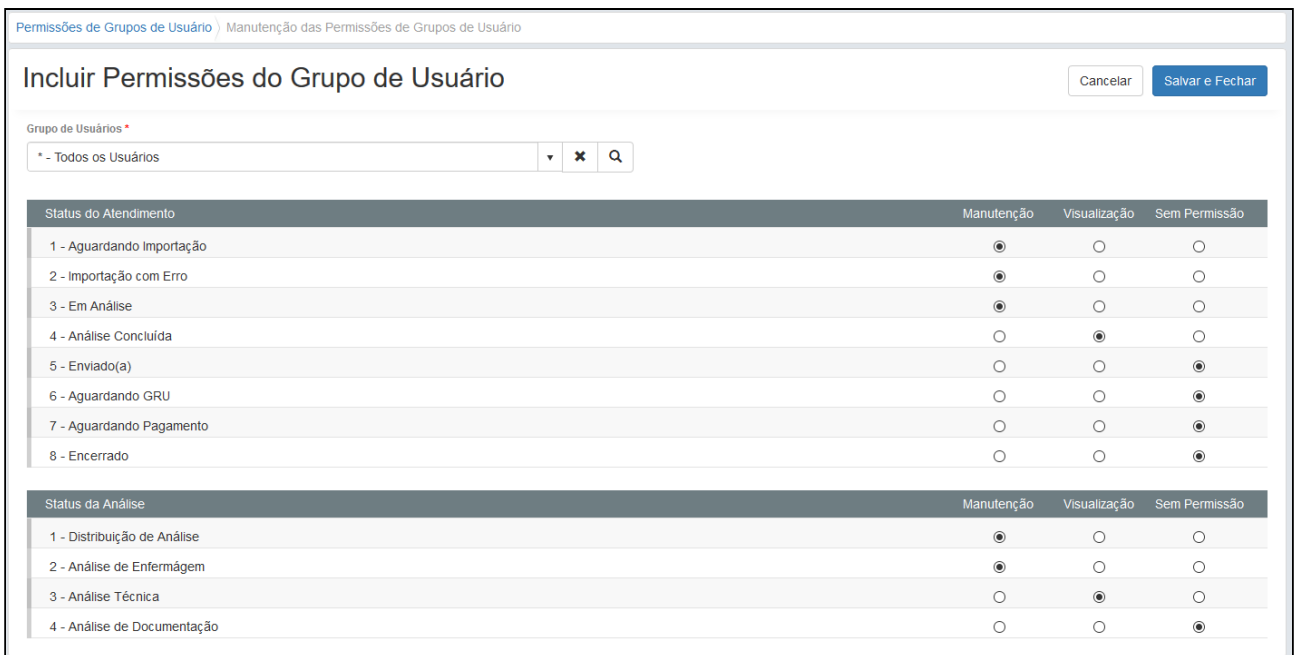 Permissões de Grupos de Usuário Manutenção das Permissões de Grupos de Usuário
Incluir Permissões do Grupo de Usuário Cancelar Salvar e Fechar
Grupo de Usuários *
* - Todos os Usuários
Status do Atendimento Manutenção Visualização Sem Permissão
1 - Aguardando Importação
2 - Importação com Erro
3 - Em Análise
4 - Análise Concluída
5 - Enviado(a)
6 - Aguardando GRU
7 - Aguardando Pagamento
8 - Encerrado
Status da Análise Manutenção Visualização Sem Permissão
1 - Distribuição de Análise
2 - Análise de Enfermágem
3 - Análise Técnica
4 - Análise de Documentação